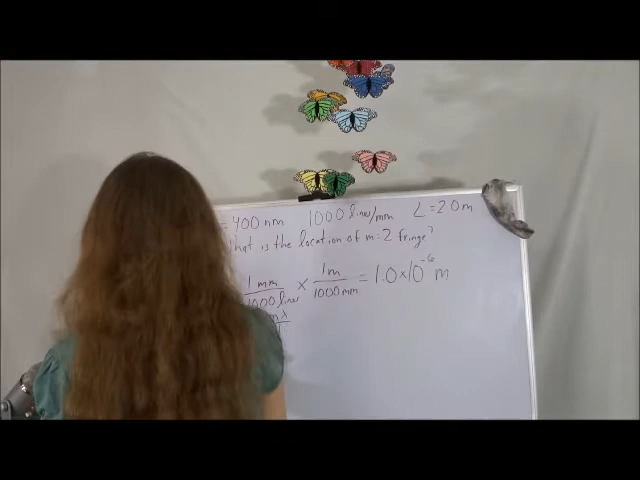 = 400 nm 1000 lines/mm L = 2.0 m
What is the location of m=2 fringe?
1 mm / 1000 lines × 1 m / 1000 mm = 1.0 × 10^-6 m